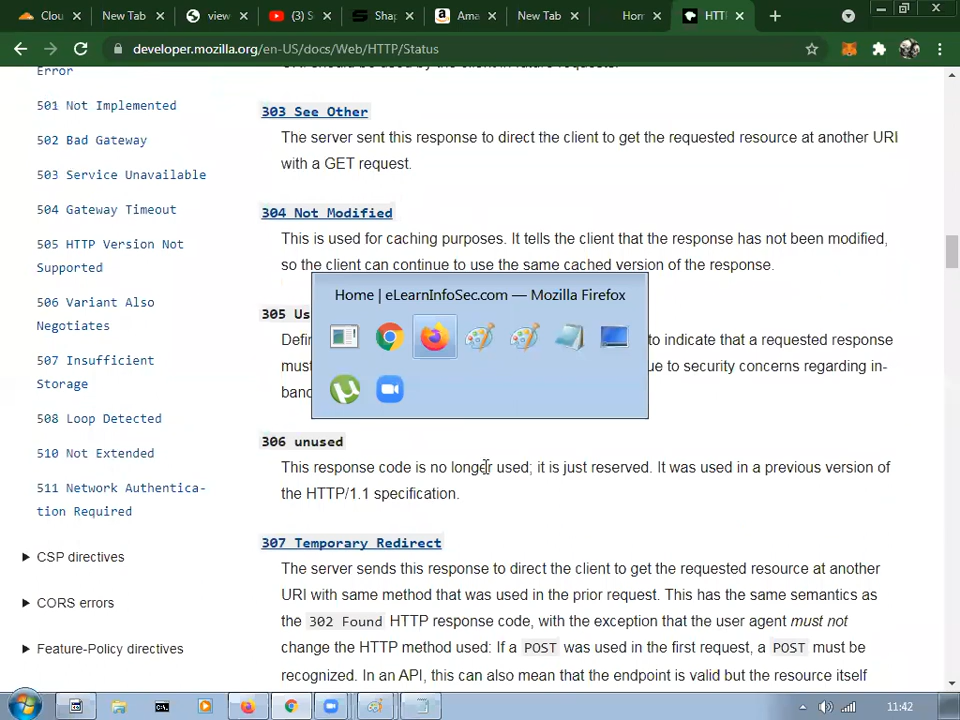 Clou
New Tab
view
(3) S
Shap
Ama
New Tab
Hom
HTT
developer.mozilla.org/en-US/docs/Web/HTTP/Status
Error
501 Not Implemented
502 Bad Gateway
503 Service Unavailable
504 Gateway Timeout
505 HTTP Version Not
Supported
506 Variant Also
Negotiates
507 Insufficient
Storage
508 Loop Detected
510 Not Extended
511 Network Authentica-
tion Required
CSP directives
CORS errors
Feature-Policy directives
303 See Other
The server sent this response to direct the client to get the requested resource at another URI
with a GET request.
304 Not Modified
This is used for caching purposes. It tells the client that the response has not been modified,
so the client can continue to use the same cached version of the response.
305 Us
Defin to indicate that a requested response
must ue to security concerns regarding in-
band
Home | eLearnInfoSec.com — Mozilla Firefox
306 unused
This response code is no longer used; it is just reserved. It was used in a previous version of
the HTTP/1.1 specification.
307 Temporary Redirect
The server sends this response to direct the client to get the requested resource at another
URI with same method that was used in the prior request. This has the same semantics as
the 302 Found HTTP response code, with the exception that the user agent must not
change the HTTP method used: If a POST was used in the first request, a POST must be
recognized. In an API, this can also mean that the endpoint is valid but the resource itself
11:42